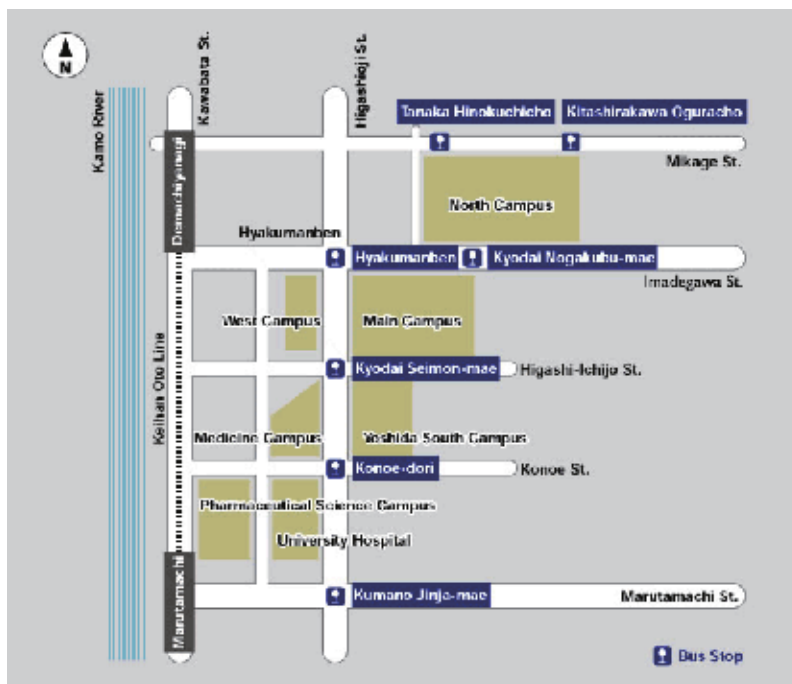 N
Kamo River
Kawabata St.
Higashioji St.
Tanaka Hinokuchicho
Kitashirakawa Oguracho
Mikage St.
Demachiyanagi
North Campus
Hyakumanben
Hyakumanben
Kyodai Nogakubu-mae
Imadegawa St.
West Campus
Main Campus
Keihan Oto Line
Kyodai Seimon-mae
Higashi-Ichijo St.
Medicine Campus
Yoshida South Campus
Konoe-dori
Konoe St.
Pharmaceutical Science Campus
University Hospital
Marutamachi
Kumano Jinja-mae
Marutamachi St.
Bus Stop